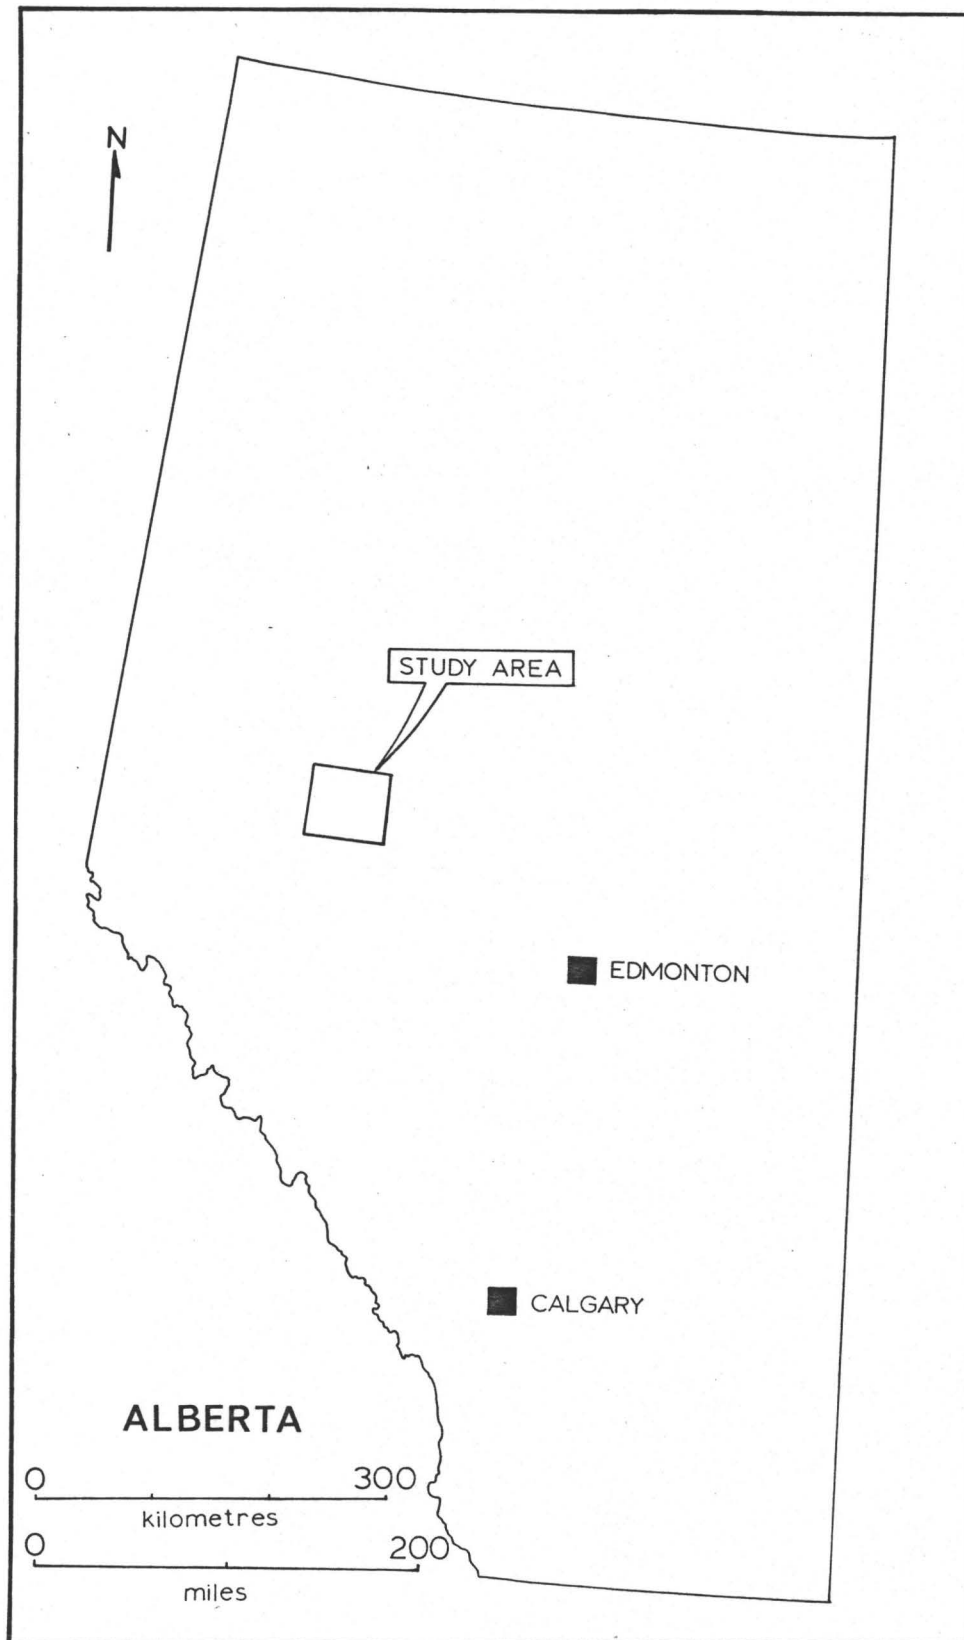 N
STUDY AREA
EDMONTON
CALGARY
ALBERTA
0 300
kilometres
0 200
miles